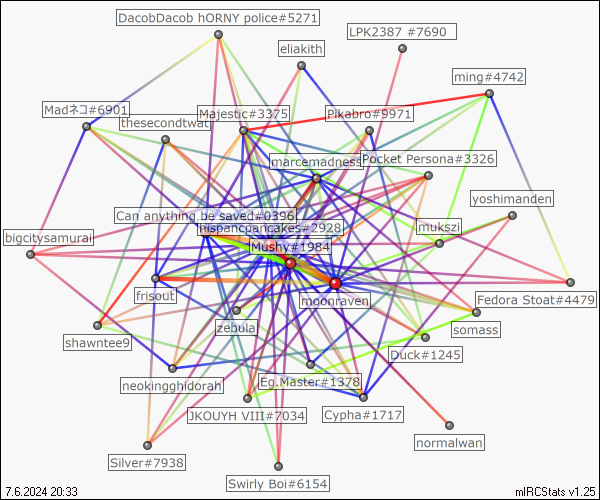 DacobDacob hORNY police#5271
LPK2387 #7690
eliakith
ming#4742
Madネコ#6901
thesecondtwat
Majestic#3375
Pikabro#9971
marcemadness
Pocket Persona#3326
yoshimanden
Can anything be saved#0396
hispancpancakes#2928
mukszi
bigcitysamurai
Mushy#1984
frisout
moonraven
Fedora Stoat#4479
zebula
somass
shawntee9
Duck#1245
neokingghidorah
Eg.Master#1378
JKOUYH VIII#7034
Cypha#1717
normalwan
Silver#7938
Swirly Boi#6154
7.6.2024 20:33
mIRCStats v1.25